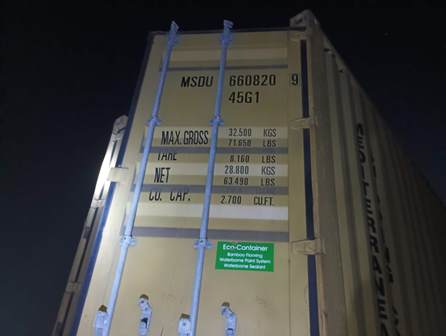 MSDU 660820 9
45G1
MAX.GROSS 32.500 KGS
71.650 LBS
TARE
8.160 LBS
NET 28.800 KGS
63.490 LBS
CU. CAP. 2.700 CU.FT.
Eco-Container
Bamboo Flooring
Waterborne Paint System
Waterborne Sealant